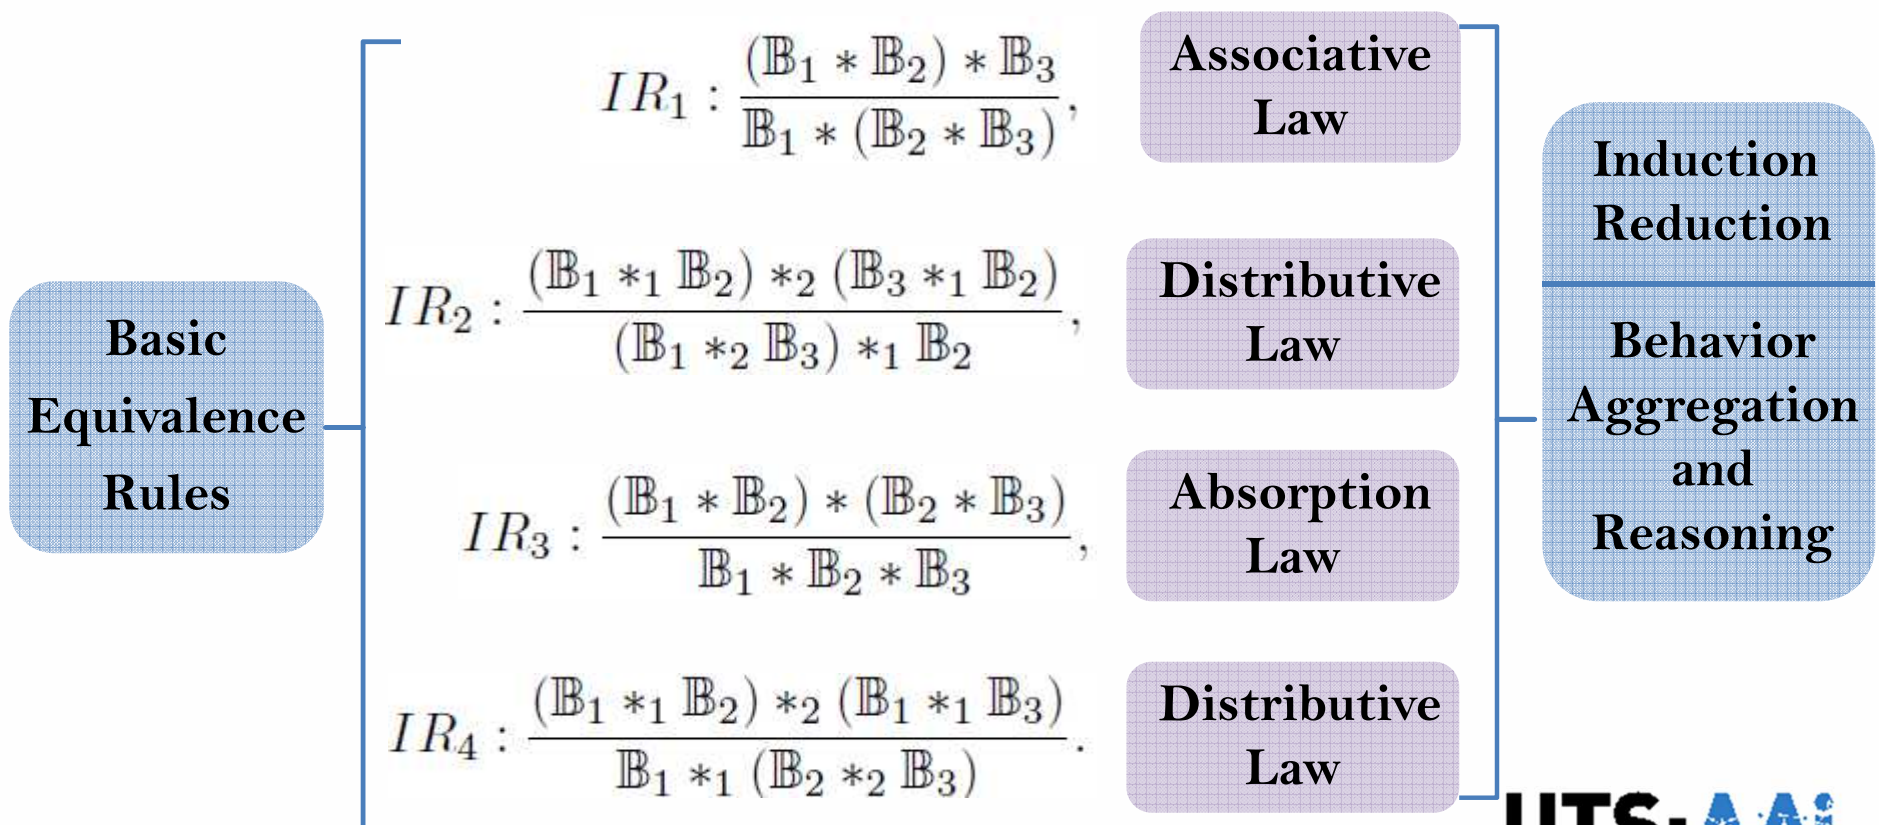 Basic
Equivalence
Rules
IR₁ : (𝔹₁ * 𝔹₂) * 𝔹₃
𝔹₁ * (𝔹₂ * 𝔹₃) ,
Associative
Law
IR₂ : (𝔹₁ *₁ 𝔹₂) *₂ (𝔹₃ *₁ 𝔹₂)
(𝔹₁ *₂ 𝔹₃) *₁ 𝔹₂ ,
Distributive
Law
IR₃ : (𝔹₁ * 𝔹₂) * (𝔹₂ * 𝔹₃)
𝔹₁ * 𝔹₂ * 𝔹₃ ,
Absorption
Law
IR₄ : (𝔹₁ *₁ 𝔹₂) *₂ (𝔹₁ *₁ 𝔹₃)
𝔹₁ *₁ (𝔹₂ *₂ 𝔹₃) .
Distributive
Law
Induction
Reduction
Behavior
Aggregation
and
Reasoning
UTS:AAi